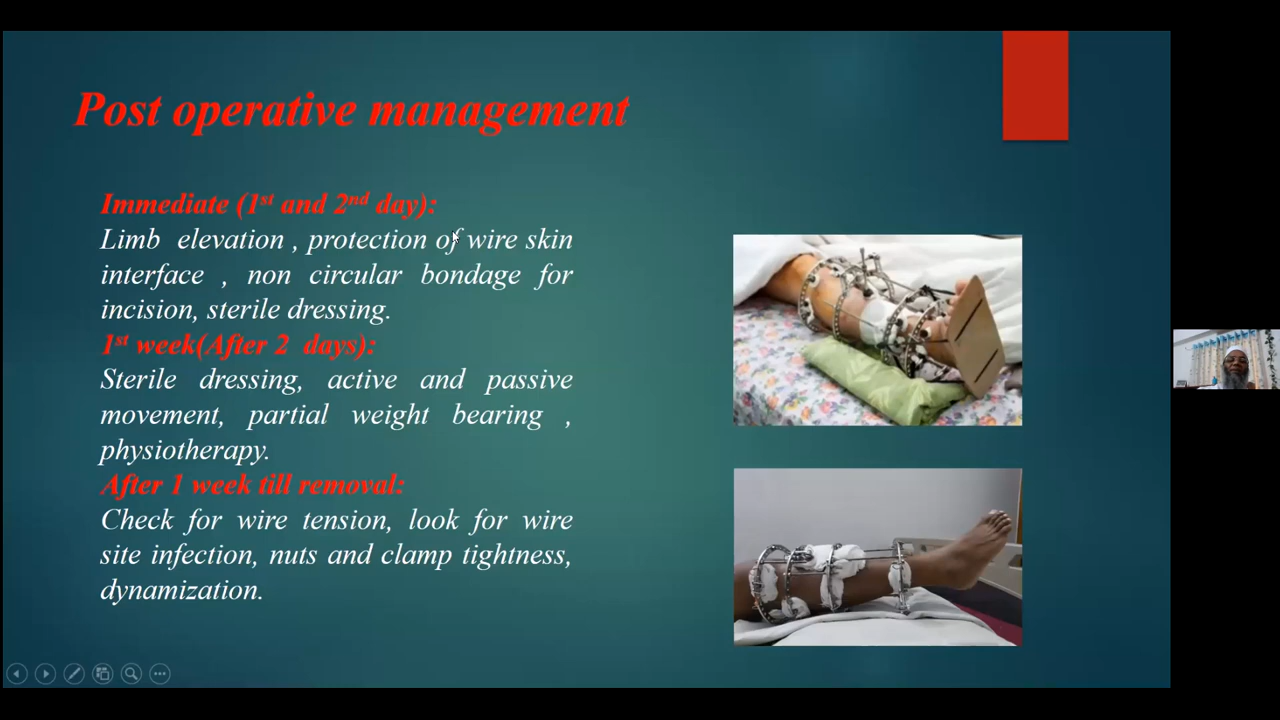 Post operative management
Immediate (1st and 2nd day):
Limb elevation , protection of wire skin
interface , non circular bondage for
incision, sterile dressing.
1st week(After 2 days):
Sterile dressing, active and passive
movement, partial weight bearing ,
physiotherapy.
After 1 week till removal:
Check for wire tension, look for wire
site infection, nuts and clamp tightness,
dynamization.